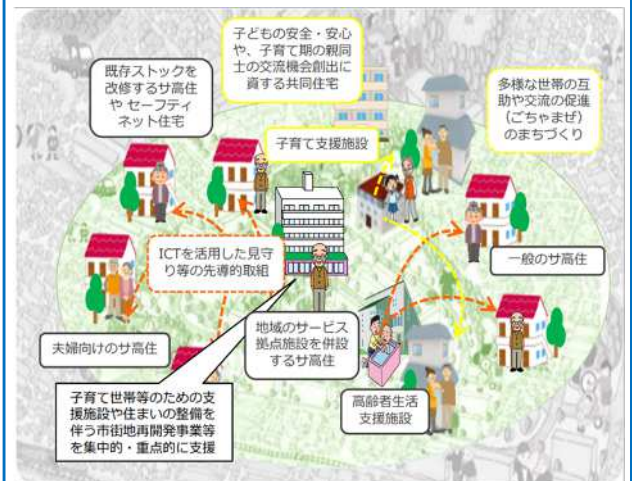 子どもの安全・安心
や、子育て期の親同
士の交流機会創出に
資する共同住宅
既存ストックを
改修するサ高住
や セーフティ
ネット住宅
多様な世帯の互
助や交流の促進
(ごちゃまぜ)
のまちづくり
子育て支援施設
ICTを活用した見守
り等の先導的取組
一般のサ高住
夫婦向けのサ高住
地域のサービス
拠点施設を併設
するサ高住
高齢者生活
支援施設
子育て世帯等のための支
援施設や住まいの整備を
伴う市街地再開発事業等
を集中的・重点的に支援